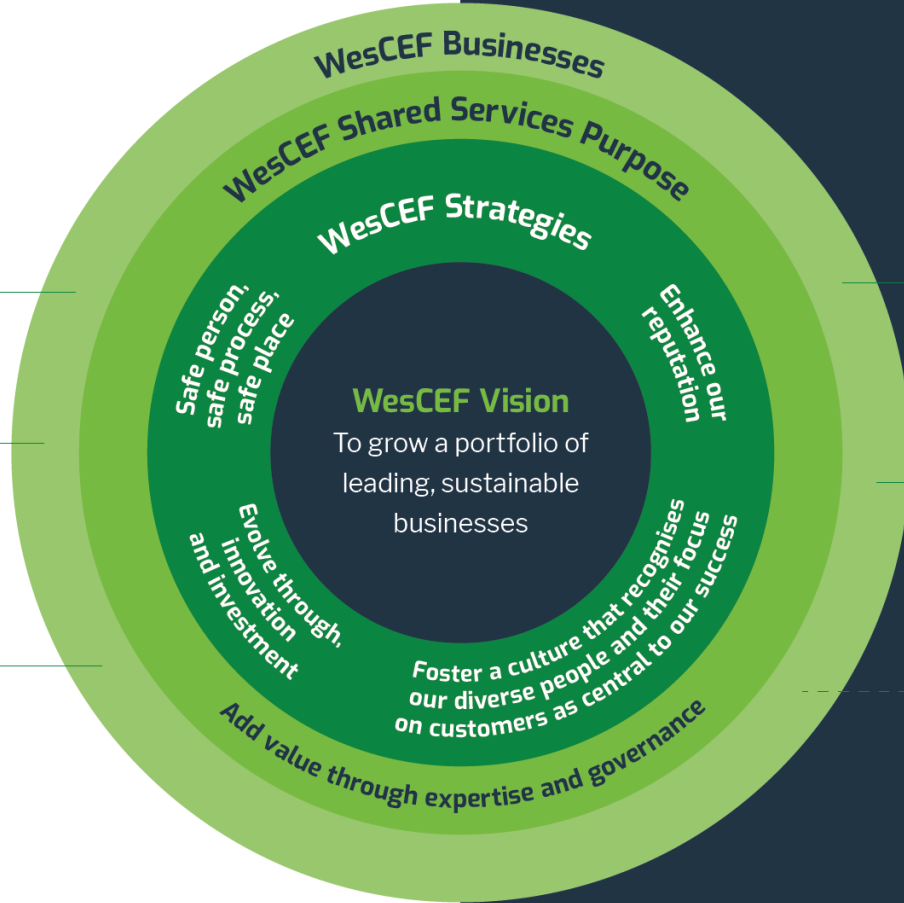 WesCEF Businesses
WesCEF Shared Services Purpose
WesCEF Strategies
Safe person,
safe process,
safe place
Enhance our
reputation
WesCEF Vision
To grow a portfolio of
leading, sustainable
businesses
Evolve through,
innovation
and investment
Foster a culture that recognises
our diverse people and their focus
on customers as central to our success
Add value through expertise and governance